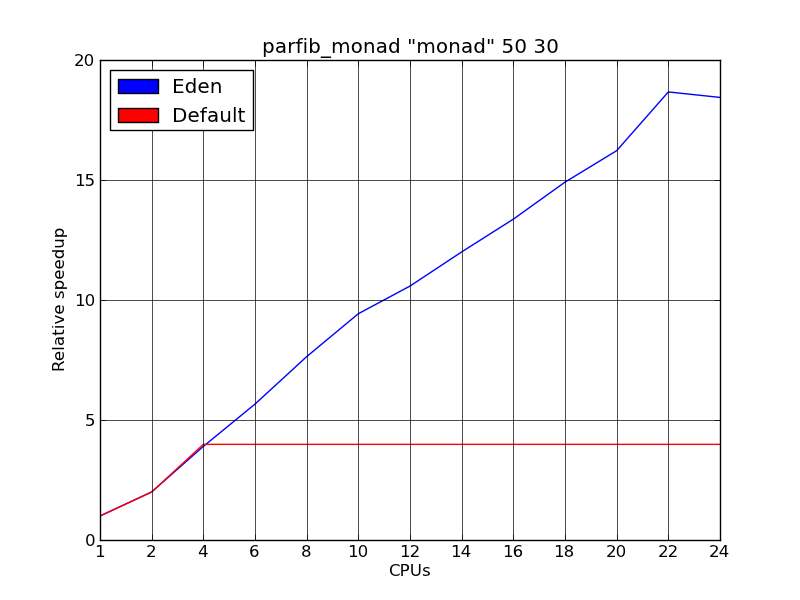 parfib_monad "monad" 50 30
Eden
Default
Relative speedup
20
15
10
5
0
1 2 4 6 8 10 12 14 16 18 20 22 24
CPUs